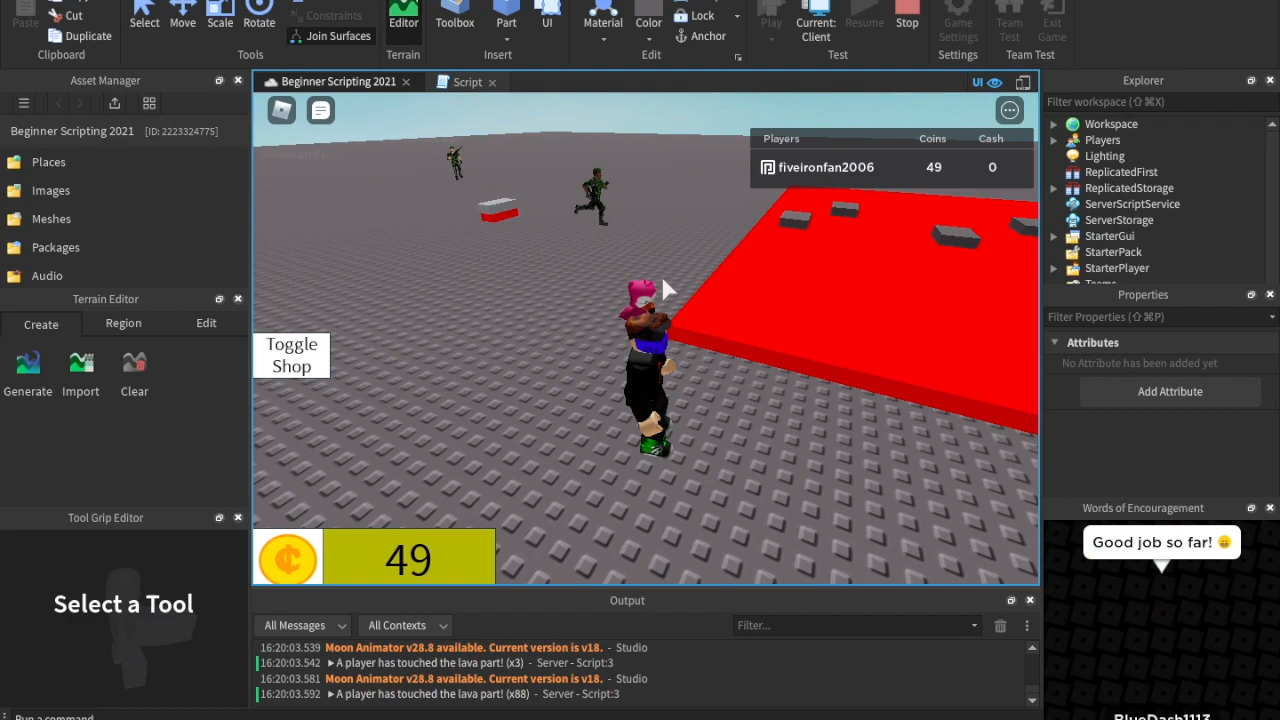 Paste
Cut
Duplicate
Clipboard
Select
Move
Scale
Rotate
Constraints
Join Surfaces
Tools
Editor
Terrain
Toolbox
Part
UI
Insert
Material
Color
Lock
Anchor
Edit
Play
Current:
Client
Resume
Stop
Test
Game
Settings
Settings
Team
Test
Exit
Game
Team Test
Asset Manager
Beginner Scripting 2021 [ID: 2223324775]
Places
Images
Meshes
Packages
Audio
Terrain Editor
Create Region Edit
Generate Import Clear
Tool Grip Editor
Select a Tool
Beginner Scripting 2021 ×
Script ×
UI
Players Coins Cash
fiveironfan2006 49 0
Toggle
Shop
49
Output
All Messages
All Contexts
Filter...
16:20:03.539 Moon Animator v28.8 available. Current version is v18. - Studio
16:20:03.542 ▶ A player has touched the lava part! (x3) - Server - Script:3
16:20:03.581 Moon Animator v28.8 available. Current version is v18. - Studio
16:20:03.592 ▶ A player has touched the lava part! (x88) - Server - Script:3
Run a command
Explorer
Filter workspace (⇧⌘X)
Workspace
Players
Lighting
ReplicatedFirst
ReplicatedStorage
ServerScriptService
ServerStorage
StarterGui
StarterPack
StarterPlayer
Teams
Properties
Filter Properties (⇧⌘P)
Attributes
No Attribute has been added yet
Add Attribute
Words of Encouragement
Good job so far! 😀
BlueDash1113